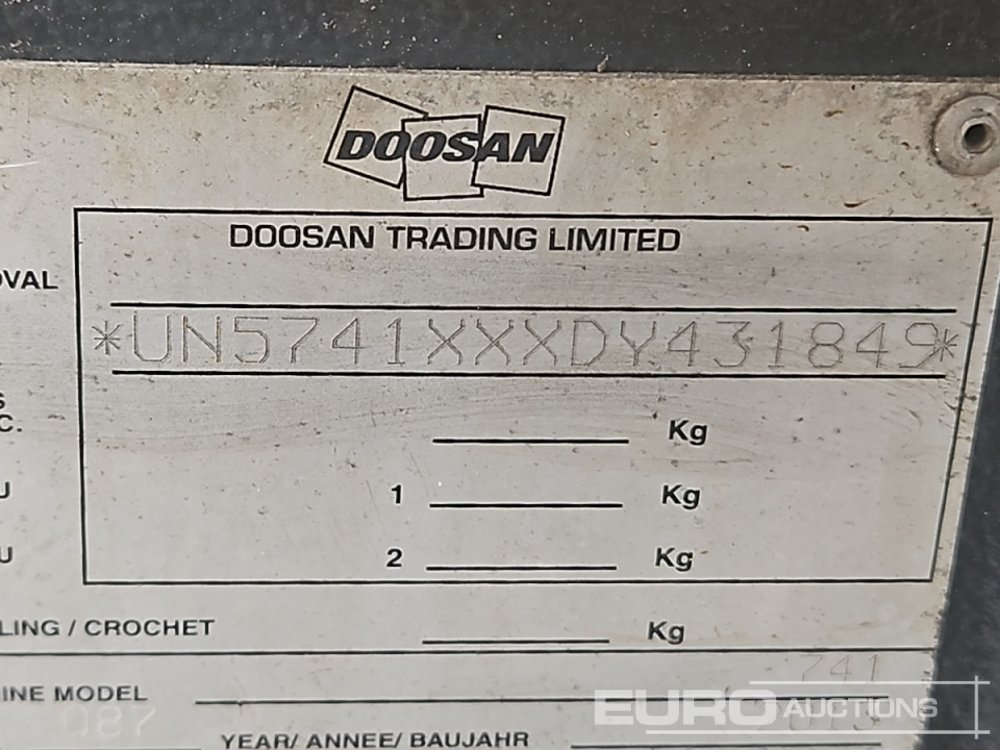 DOOSAN
DOOSAN TRADING LIMITED
OVAL
*UN5741XXXDY431849*
S
C.
Kg
U
1 Kg
U
2 Kg
LING / CROCHET Kg
INE MODEL 741
087
YEAR/ ANNEE/ BAUJAHR
EURO AUCTIONS